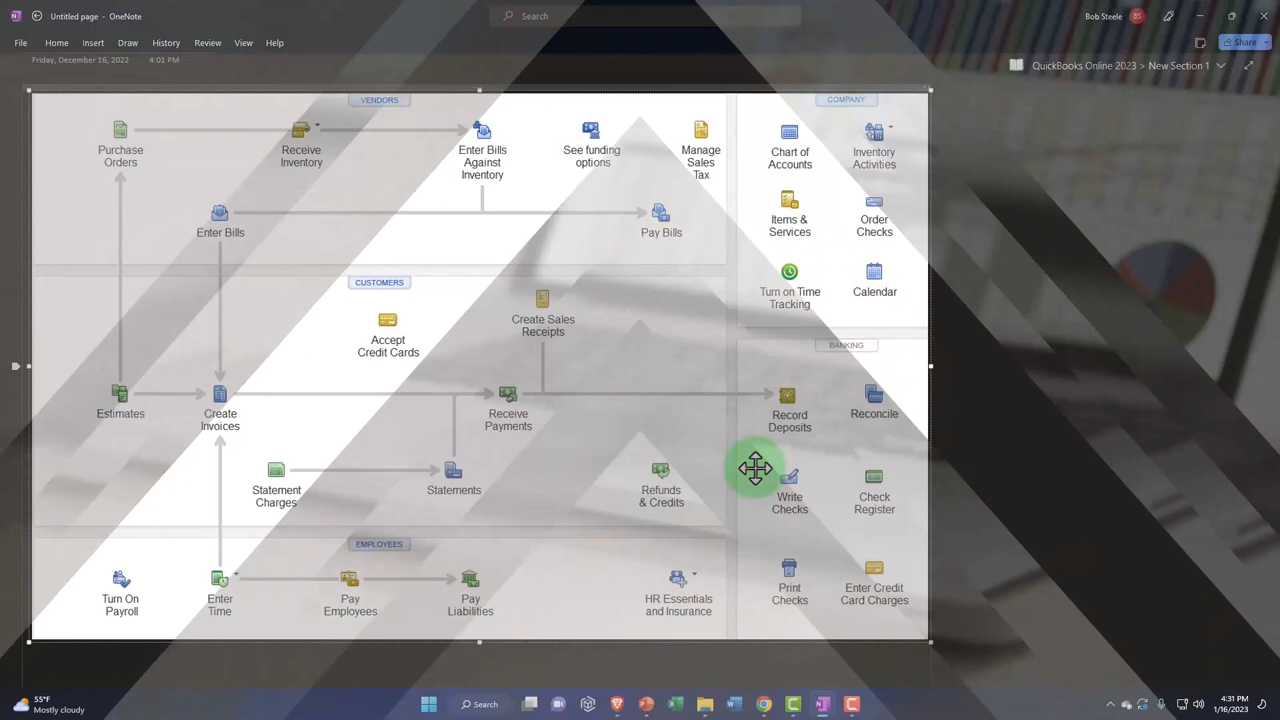 Untitled page - OneNote
Search
Bob Steele
BS
File
Home
Insert
Draw
History
Review
View
Help
Share
Friday, December 16, 2022
4:01 PM
QuickBooks Online 2023 > New Section 1
VENDORS
Purchase
Orders
Receive
Inventory
Enter Bills
Against
Inventory
See funding
options
Manage
Sales
Tax
Enter Bills
Pay Bills
COMPANY
Chart of
Accounts
Inventory
Activities
Items &
Services
Order
Checks
Turn on Time
Tracking
Calendar
CUSTOMERS
Accept
Credit Cards
Create Sales
Receipts
Estimates
Create
Invoices
Receive
Payments
Statement
Charges
Statements
Refunds
& Credits
BANKING
Record
Deposits
Reconcile
Write
Checks
Check
Register
Print
Checks
Enter Credit
Card Charges
EMPLOYEES
Turn On
Payroll
Enter
Time
Pay
Employees
Pay
Liabilities
HR Essentials
and Insurance
55°F
Mostly cloudy
Search
4:31 PM
1/16/2023